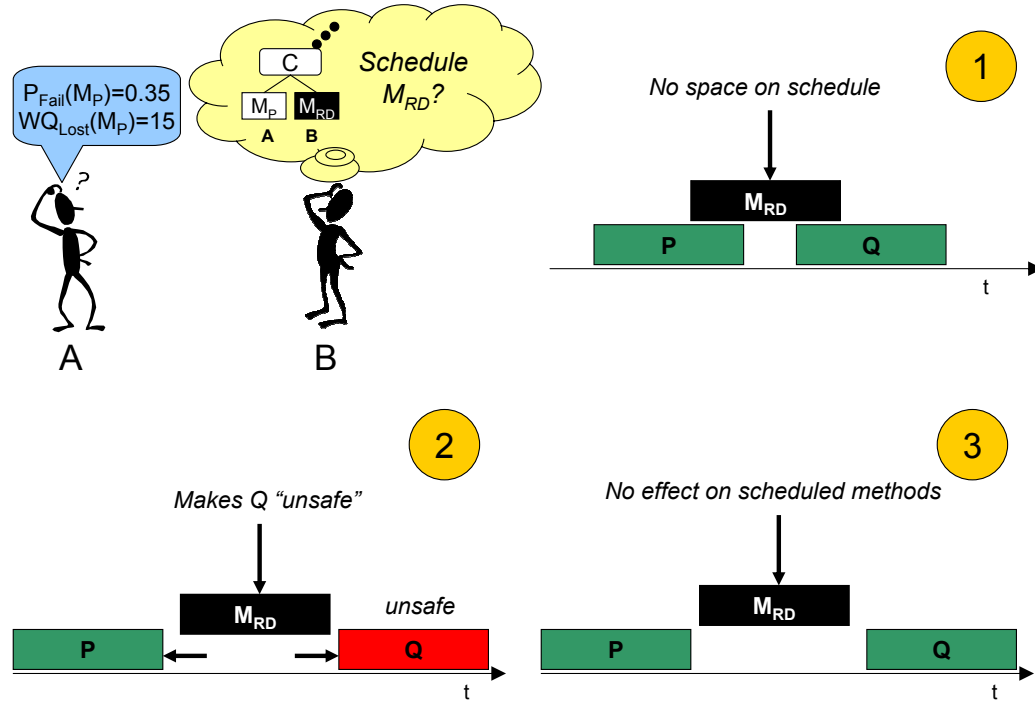 P_Fail(M_P)=0.35
WQ_Lost(M_P)=15
?
A
C
M_P
M_RD
A
B
Schedule
M_RD?
B
1
No space on schedule
M_RD
P
Q
t
2
Makes Q “unsafe”
M_RD
unsafe
P
Q
t
3
No effect on scheduled methods
M_RD
P
Q
t